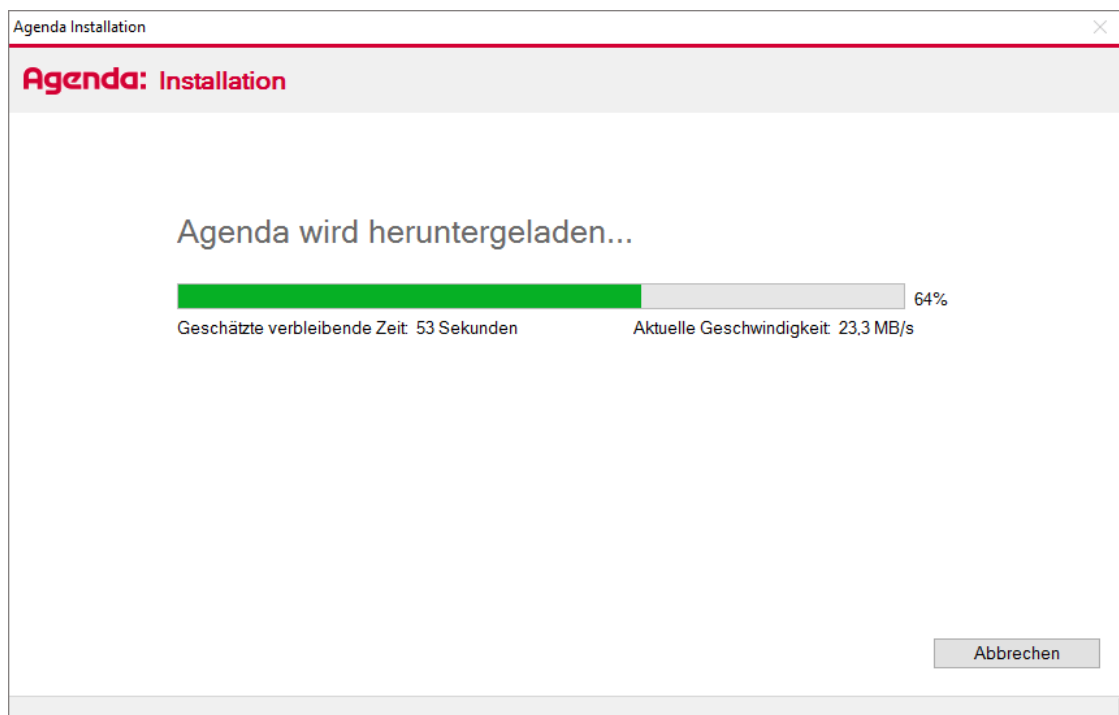 Agenda Installation
Agenda: Installation
Agenda wird heruntergeladen...
64%
Geschätzte verbleibende Zeit: 53 Sekunden Aktuelle Geschwindigkeit: 23,3 MB/s
Abbrechen